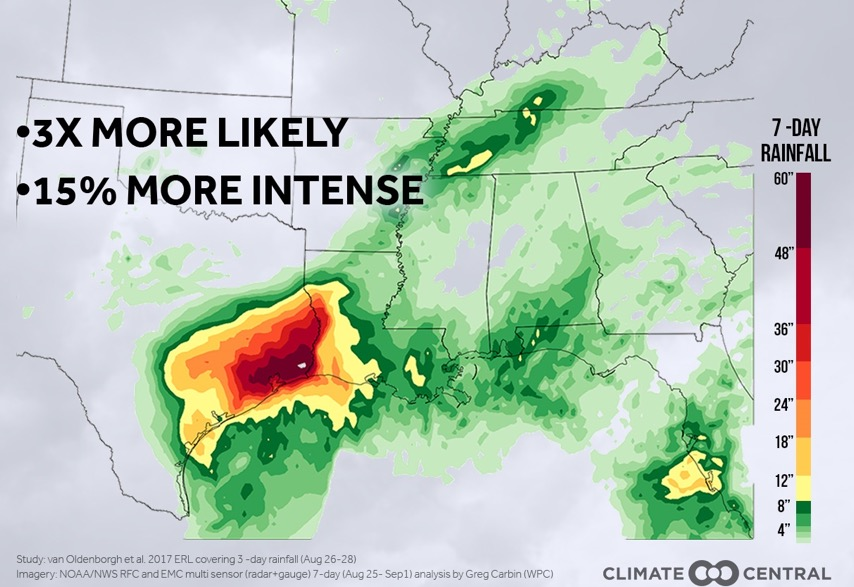 •3X MORE LIKELY
•15% MORE INTENSE
7 -DAY
RAINFALL
60”
48”
36”
30”
24”
18”
12”
8”
4”
Study: van Oldenborgh et al. 2017 ERL covering 3 -day rainfall (Aug 26-28)
Imagery: NOAA/NWS RFC and EMC multi sensor (radar+gauge) 7-day (Aug 25- Sep1) analysis by Greg Carbin (WPC)
CLIMATE CENTRAL